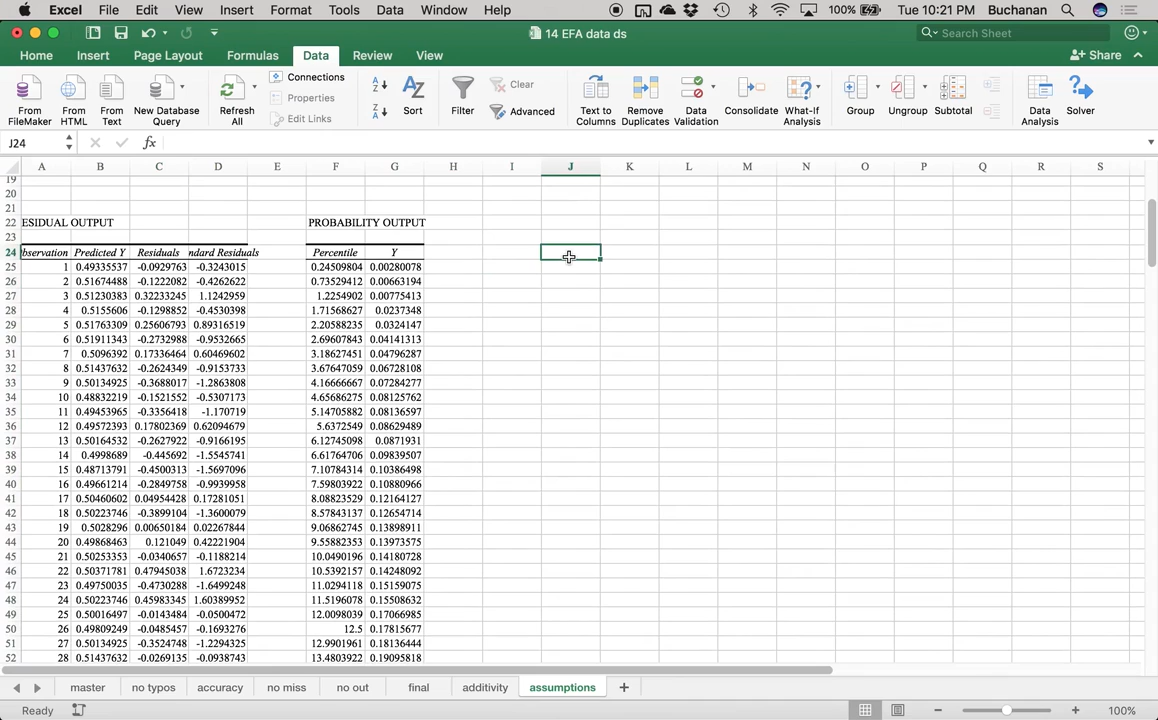 Excel File Edit View Insert Format Tools Data Window Help 100% Tue 10:21 PM Buchanan
14 EFA data ds Search Sheet
Home Insert Page Layout Formulas Data Review View Share
From FileMaker From HTML From Text New Database Query Refresh All Connections Properties Edit Links Sort Filter Clear Advanced Text to Columns Remove Duplicates Data Validation Consolidate What-If Analysis Group Ungroup Subtotal Data Analysis Solver
J24 fx
A B C D E F G H I J K L M N O P Q R S
19
20
21
22 ESIDUAL OUTPUT PROBABILITY OUTPUT
23
24 bservation Predicted Y Residuals ndard Residuals Percentile Y
25 1 0.49335537 -0.0929763 -0.3243015 0.24509804 0.00280078
26 2 0.51674488 -0.1222082 -0.4262622 0.73529412 0.00663194
27 3 0.51230383 0.32233245 1.1242959 1.2254902 0.00775413
28 4 0.5155606 -0.1298852 -0.4530398 1.71568627 0.0237348
29 5 0.51763309 0.25606793 0.89316519 2.20588235 0.0324147
30 6 0.51911343 -0.2732988 -0.9532665 2.69607843 0.04141313
31 7 0.5096392 0.17336464 0.60469602 3.18627451 0.04796287
32 8 0.51437632 -0.2624349 -0.9153733 3.67647059 0.06728108
33 9 0.50134925 -0.3688017 -1.2863808 4.16666667 0.07284277
34 10 0.48832219 -0.1521552 -0.5307173 4.65686275 0.08125762
35 11 0.49453965 -0.3356418 -1.170719 5.14705882 0.08136597
36 12 0.49572393 0.17802369 0.62094679 5.6372549 0.08629489
37 13 0.50164532 -0.2627922 -0.9166195 6.12745098 0.0871931
38 14 0.4998689 -0.445692 -1.5545741 6.61764706 0.09839507
39 15 0.48713791 -0.4500313 -1.5697096 7.10784314 0.10386498
40 16 0.49661214 -0.2849758 -0.9939958 7.59803922 0.10880966
41 17 0.50460602 0.04954428 0.17281051 8.08823529 0.12164127
42 18 0.50223746 -0.3899104 -1.3600079 8.57843137 0.12654714
43 19 0.5028296 0.00650184 0.02267844 9.06862745 0.13898911
44 20 0.49868463 0.121049 0.42221904 9.55882353 0.13973575
45 21 0.50253353 -0.0340657 -0.1188214 10.0490196 0.14180728
46 22 0.50371781 0.47945038 1.6723234 10.5392157 0.14248092
47 23 0.49750035 -0.4730288 -1.6499248 11.0294118 0.15159075
48 24 0.50223746 0.45983345 1.60389952 11.5196078 0.15508632
49 25 0.50016497 -0.0143484 -0.0500472 12.0098039 0.17066985
50 26 0.49809249 -0.0485457 -0.1693276 12.5 0.17815677
51 27 0.50134925 -0.3524748 -1.2294325 12.9901961 0.18136444
52 28 0.51437632 -0.0269135 -0.0938743 13.4803922 0.19095818
master no typos accuracy no miss no out final additivity assumptions
Ready 100%